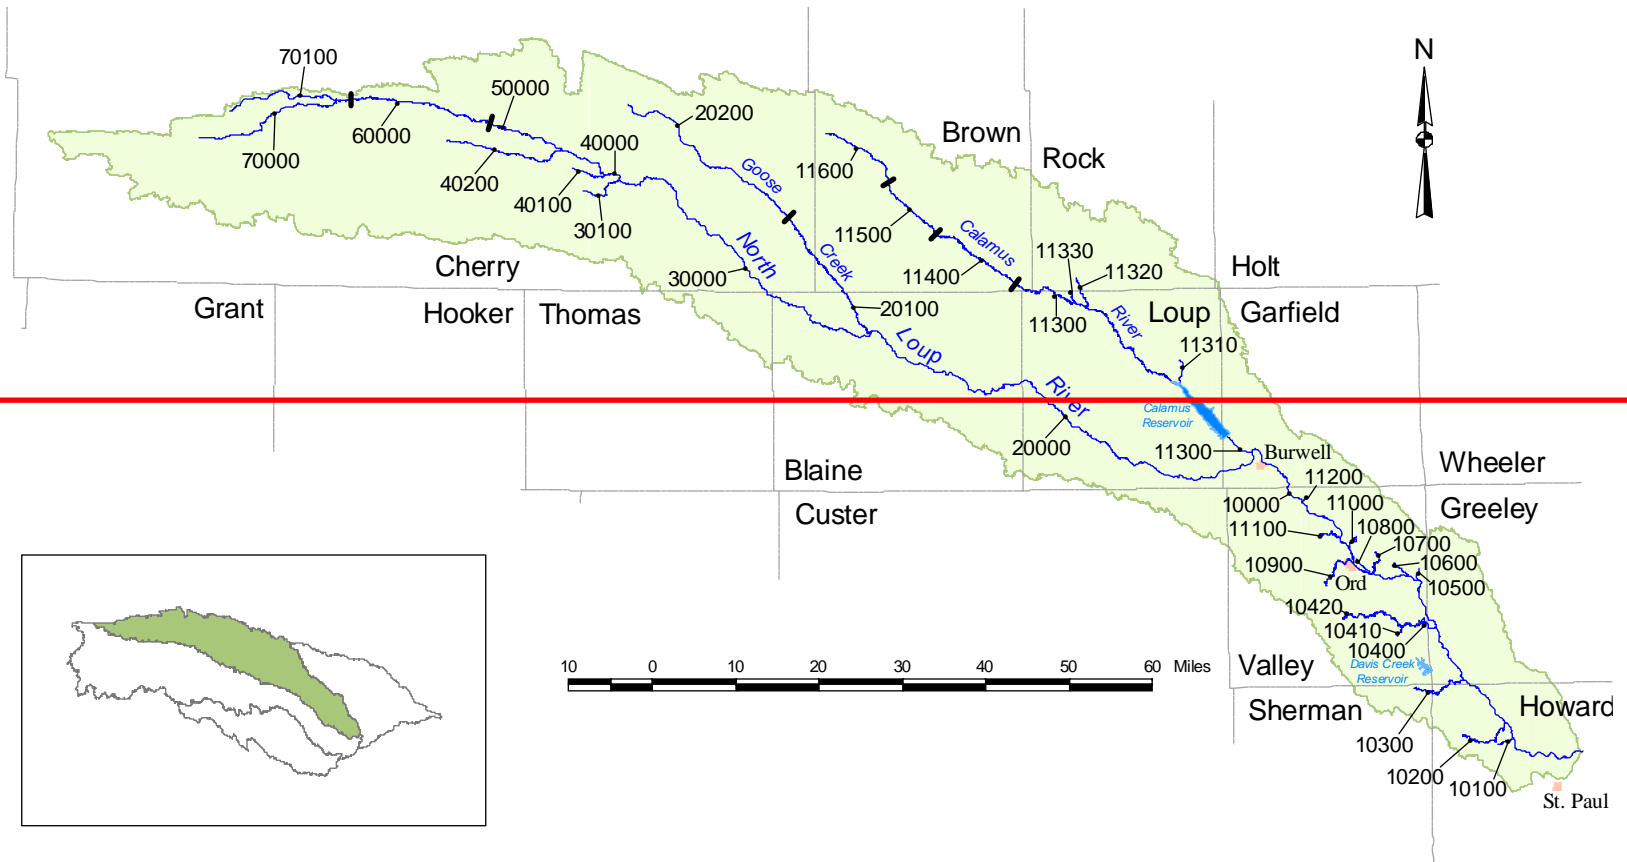 N
70100
50000
60000
70000
40000
40200
40100
30100
20200
Goose
Creek
11600
11500
Brown
Rock
Calamus
11330
11320
11400
11300
River
Holt
Garfield
Loup
11310
North
30000
Cherry
Grant
Hooker
Thomas
20100
Loup
River
Calamus
Reservoir
20000
11300
Burwell
Blaine
Custer
Wheeler
Greeley
11200
10000
11000
11100
10800
10700
10600
10900
Ord
10500
10420
10410
10400
Davis Creek
Reservoir
Valley
Sherman
Howard
10300
10200
10100
St. Paul
10 0 10 20 30 40 50 60 Miles